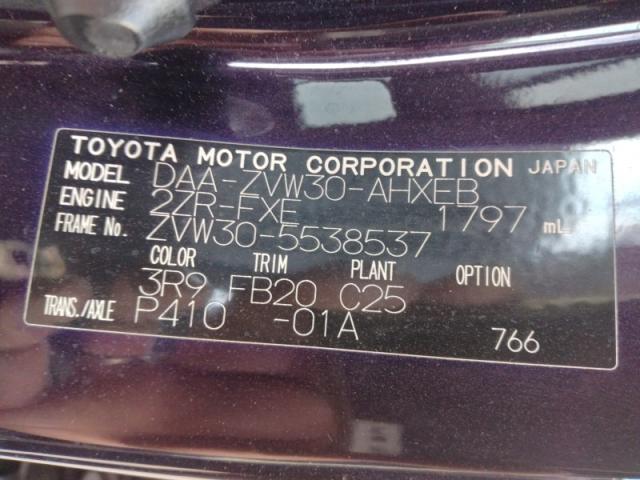 TOYOTA MOTOR CORPORATION JAPAN
MODEL DAA-ZVW30-AHXEB
ENGINE 2ZR-FXE 1797 mL
FRAME No. ZVW30-5538537
COLOR TRIM PLANT OPTION
3R9 FB20 C25
TRANS./AXLE P410 -01A
766